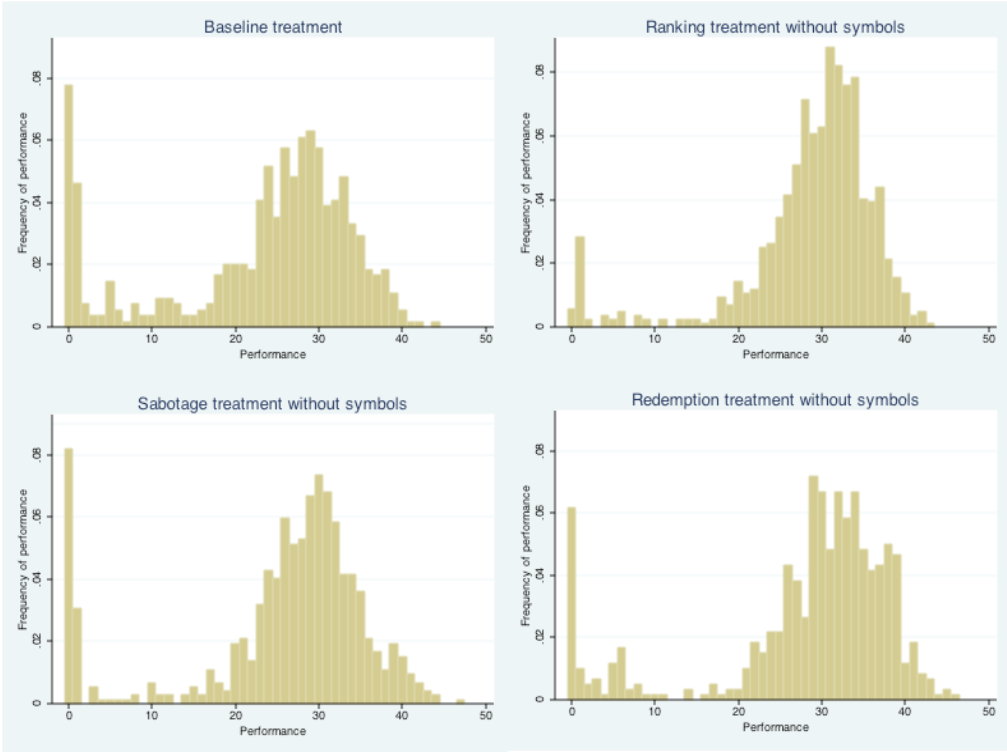 Baseline treatment
Frequency of performance
0 .02 .04 .06 .08
0 10 20 30 40 50
Performance
Ranking treatment without symbols
Frequency of performance
0 .02 .04 .06 .08
0 10 20 30 40 50
Performance
Sabotage treatment without symbols
Frequency of performance
0 .02 .04 .06 .08
0 10 20 30 40 50
Performance
Redemption treatment without symbols
Frequency of performance
0 .02 .04 .06 .08
0 10 20 30 40 50
Performance